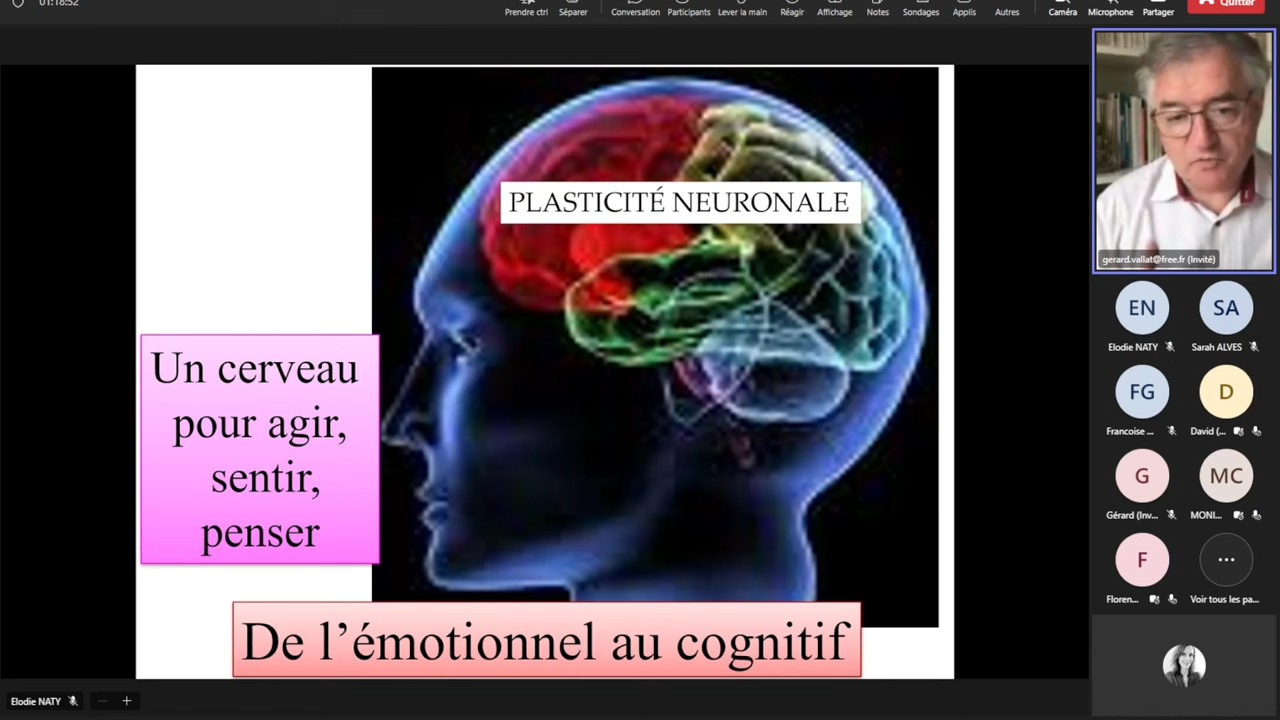 01:18:52
Prendre ctrl
Séparer
Conversation
Participants
Lever la main
Réagir
Affichage
Notes
Sondages
Applis
Autres
Caméra
Microphone
Partager
Quitter
PLASTICITÉ NEURONALE
Un cerveau
pour agir,
sentir,
penser
De l’émotionnel au cognitif
gerard.vallat@free.fr (Invité)
EN
SA
Elodie NATY
Sarah ALVES
FG
D
Francoise ...
David (...
G
MC
Gérard (Inv...
MONI...
F
...
Floren...
Voir tous les pa...
Elodie NATY